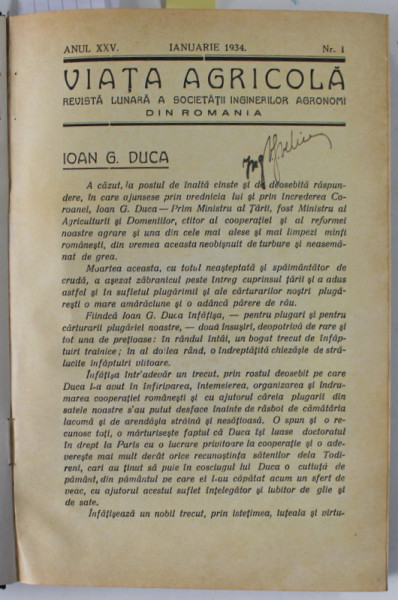 ANUL XXV. IANUARIE 1934. Nr. 1
VIAȚA AGRICOLĂ
REVISTĂ LUNARĂ A SOCIETĂȚII INGINERILOR AGRONOMI
DIN ROMANIA
Ing
IOAN G. DUCA
A căzut, la postul de înaltă cinste și de deosebită răspun-
dere, în care ajunsese prin vrednicia lui și prin încrederea Co-
roanei, Ioan G. Duca — Prim Ministru al Țării, fost Ministru al
Agriculturii și Domeniilor, ctitor al cooperației și al reformei
noastre agrare și una din cele mai alese și mai limpezi minți
românești, din vremea aceasta neobișnuit de turbure și neasemă-
nat de grea.
Moartea aceasta, cu totul neașteptată și spăimântător de
crudă, a așezat zăbranicul peste întreg cuprinsul țării și a adus
astfel și în sufletul plugărimii și ale cărturarilor noștri plugă-
rești o mare amărăciune și o adâncă părere de rău.
Fiindcă Ioan G. Duca înfățișa, — pentru plugari și pentru
cărturarii plugăriei noastre, — două însușiri, deopotrivă de rare și
tot una de prețioase: în rândul întâi, un bogat trecut de înfăp-
tuiri trainice; în al doilea rând, o îndreptățită chezășie de stră-
lucite înfăptuiri viitoare.
Înfățișa într'adevăr un trecut, prin rostul deosebit pe care
Duca l-a avut în înfiriparea, întemeierea, organizarea și îndru-
marea cooperației românești și cu ajutorul căreia plugarii din
satele noastre s'au putut desface înainte de răsboi de cămătăria
lacomă și de arendășia străină și nesățioasă. O spun și o re-
cunosc toți, o mărturisește faptul că Duca își luase doctoratul
în drept la Paris cu o lucrare privitoare la cooperație și o ade-
verește mai mult decât orice recunoștința sătenilor dela Todi-
reni, cari au ținut să puie în cosciugul lui Duca o cutiuță de
pământ, din pământul pe care ei l-au căpătat acum un sfert de
veac, cu ajutorul acestui suflet înțelegător și iubitor de glie și
de sate.
Înfățișează un nobil trecut, prin istețimea, iuțeala și virtu-